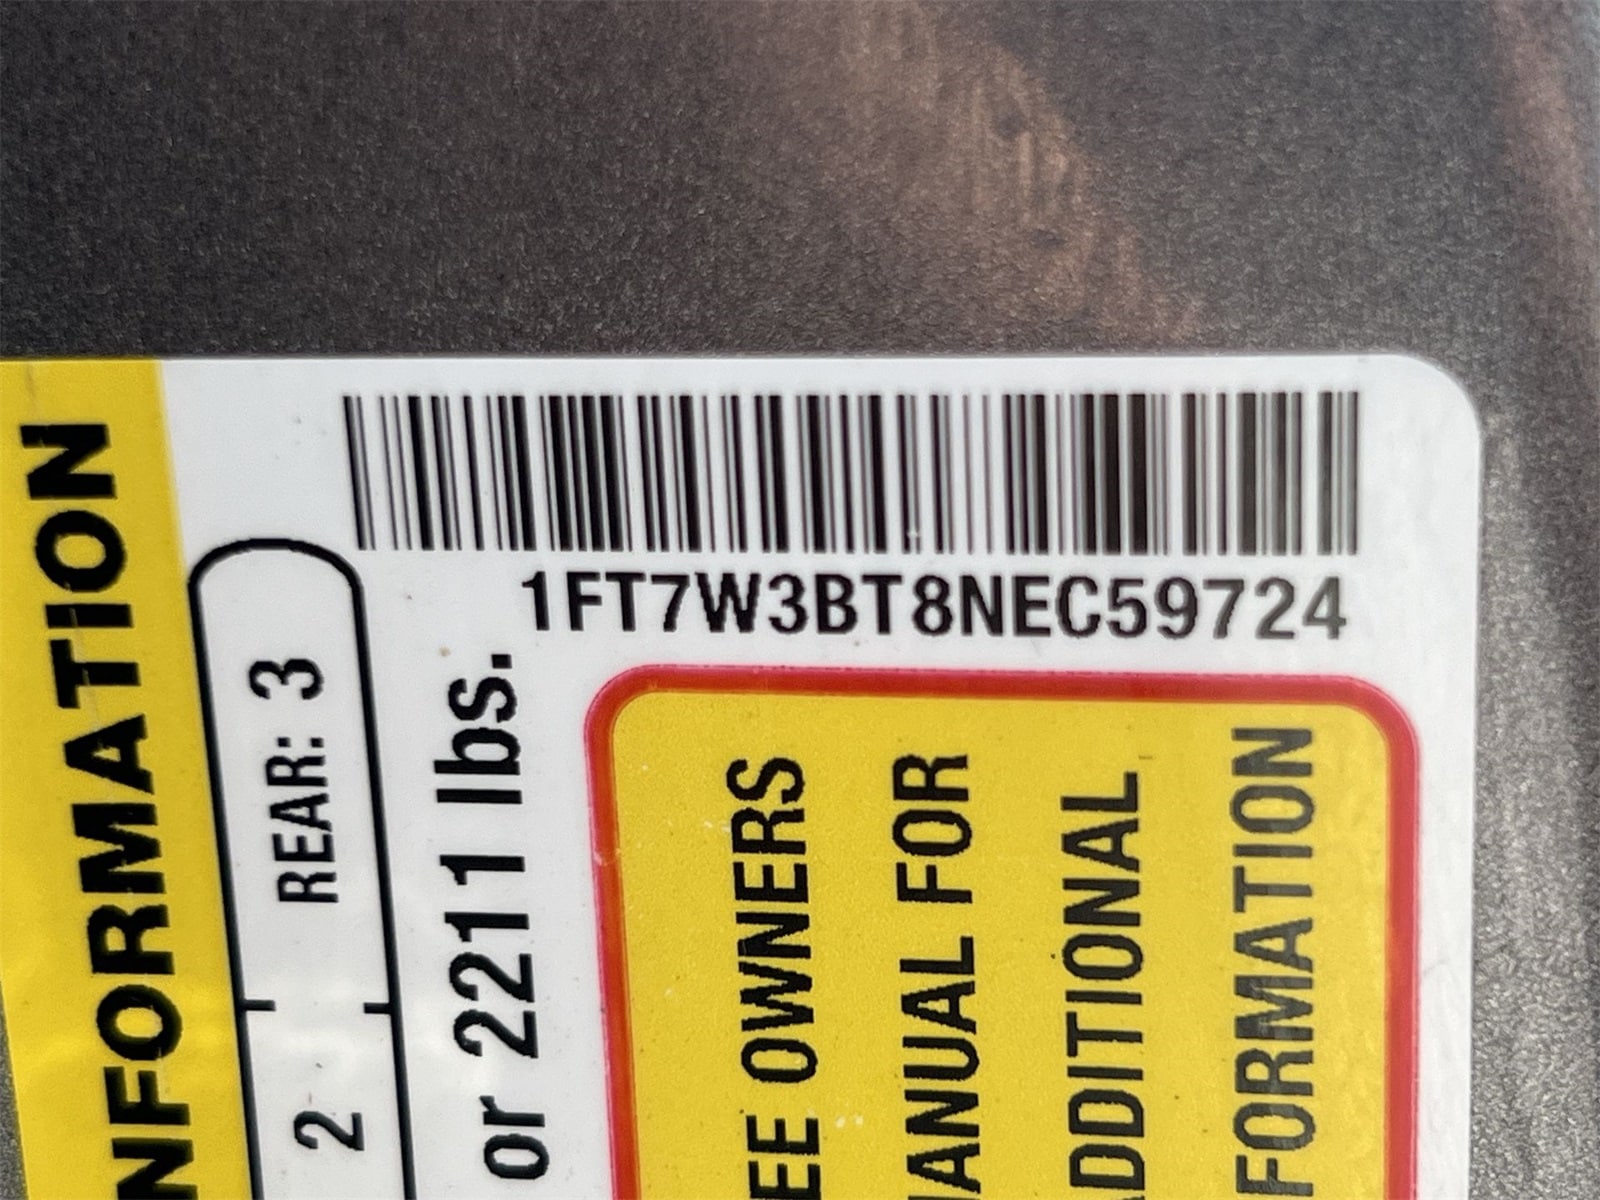 1FT7W3BT8NEC59724
NFORMATION
2 REAR: 3
or 2211 lbs.
EE OWNERS
ANUAL FOR
ADDITIONAL
FORMATION